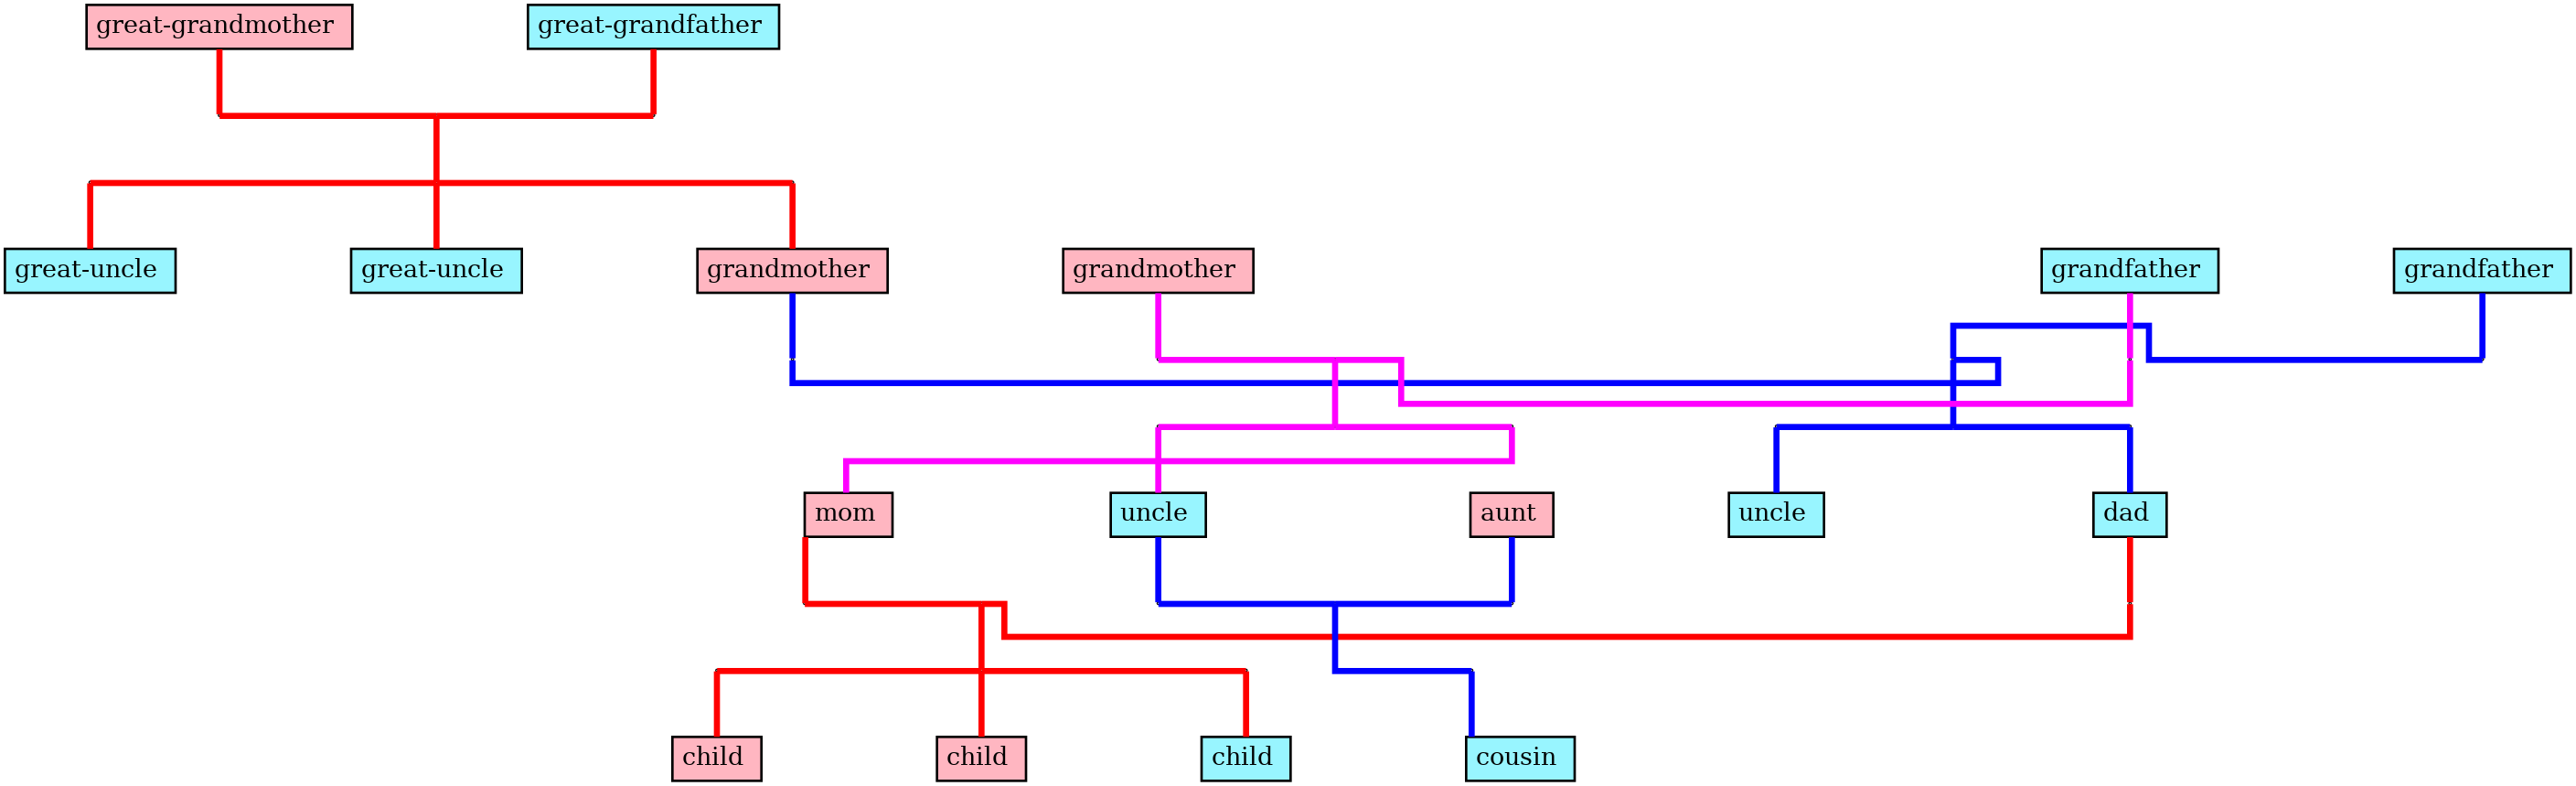 great-grandmother
great-grandfather
great-uncle
great-uncle
grandmother
grandmother
grandfather
grandfather
mom
uncle
aunt
uncle
dad
child
child
child
cousin